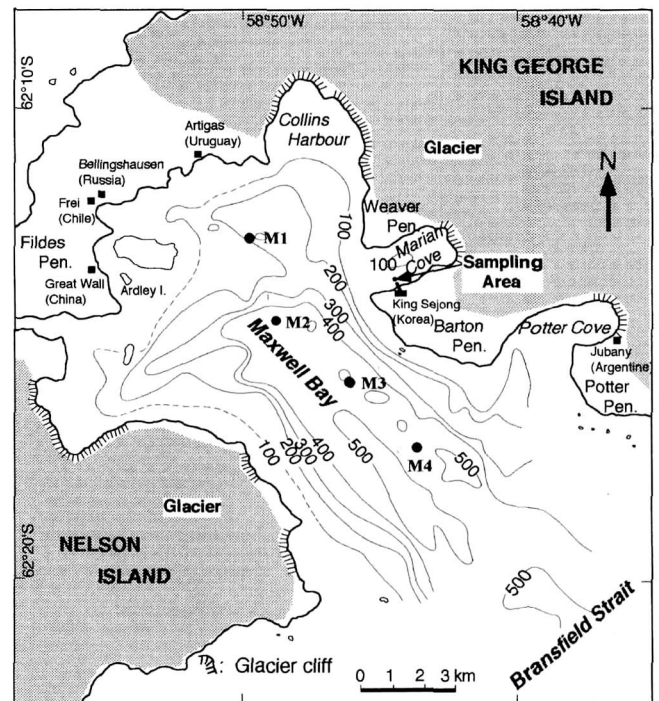 58°50'W
58°40'W
62°10'S
KING GEORGE
ISLAND
Collins
Harbour
Artigas
(Uruguay)
Glacier
N
Bellingshausen
(Russia)
Frei
(Chile)
Weaver
Pen.
100
M1
Marian
Cove
100
Fildes
Pen.
Sampling
Area
Great Wall
(China)
Ardley I.
200
King Sejong
(Korea)
300
400
Barton
Pen.
Potter Cove
M2
Maxwell Bay
Jubany
(Argentine)
M3
Potter
Pen.
M4
100
200
300
400
500
500
Glacier
62°20'S
NELSON
ISLAND
500
Bransfield Strait
: Glacier cliff
0 1 2 3 km